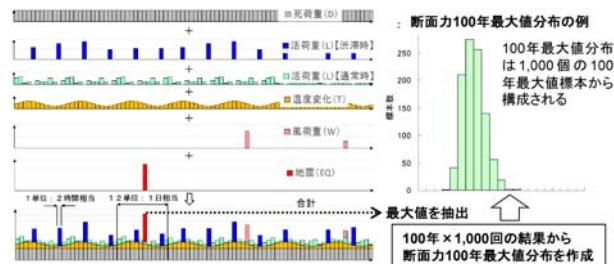 死荷重(D)
+
活荷重(L)【渋滞時】
+
活荷重(L)【通常時】
+
温度変化(T)
+
風荷重(W)
+
地震(EQ)
1単位:2時間相当
12単位:1日相当
合計
最大値を抽出
: 断面力100年最大値分布の例
100年最大値分布
は1,000個の100
年最大値標本から
構成される
標本数
250
200
150
100
50
0
100年×1,000回の結果から
断面力100年最大値分布を作成